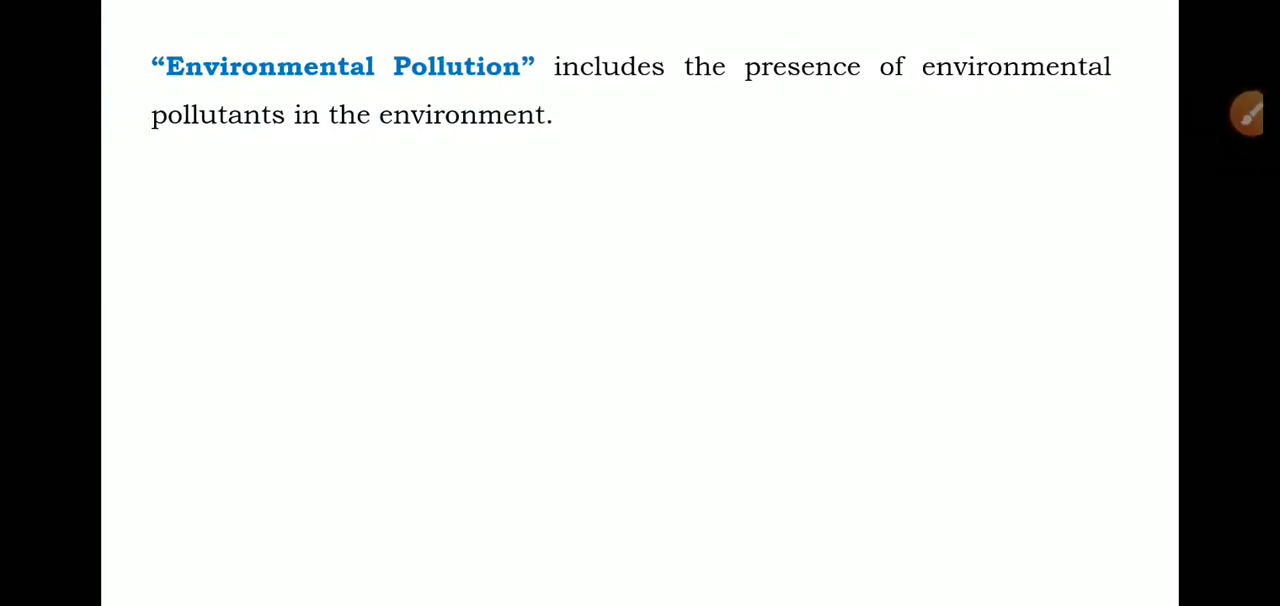 “Environmental Pollution” includes the presence of environmental
pollutants in the environment.